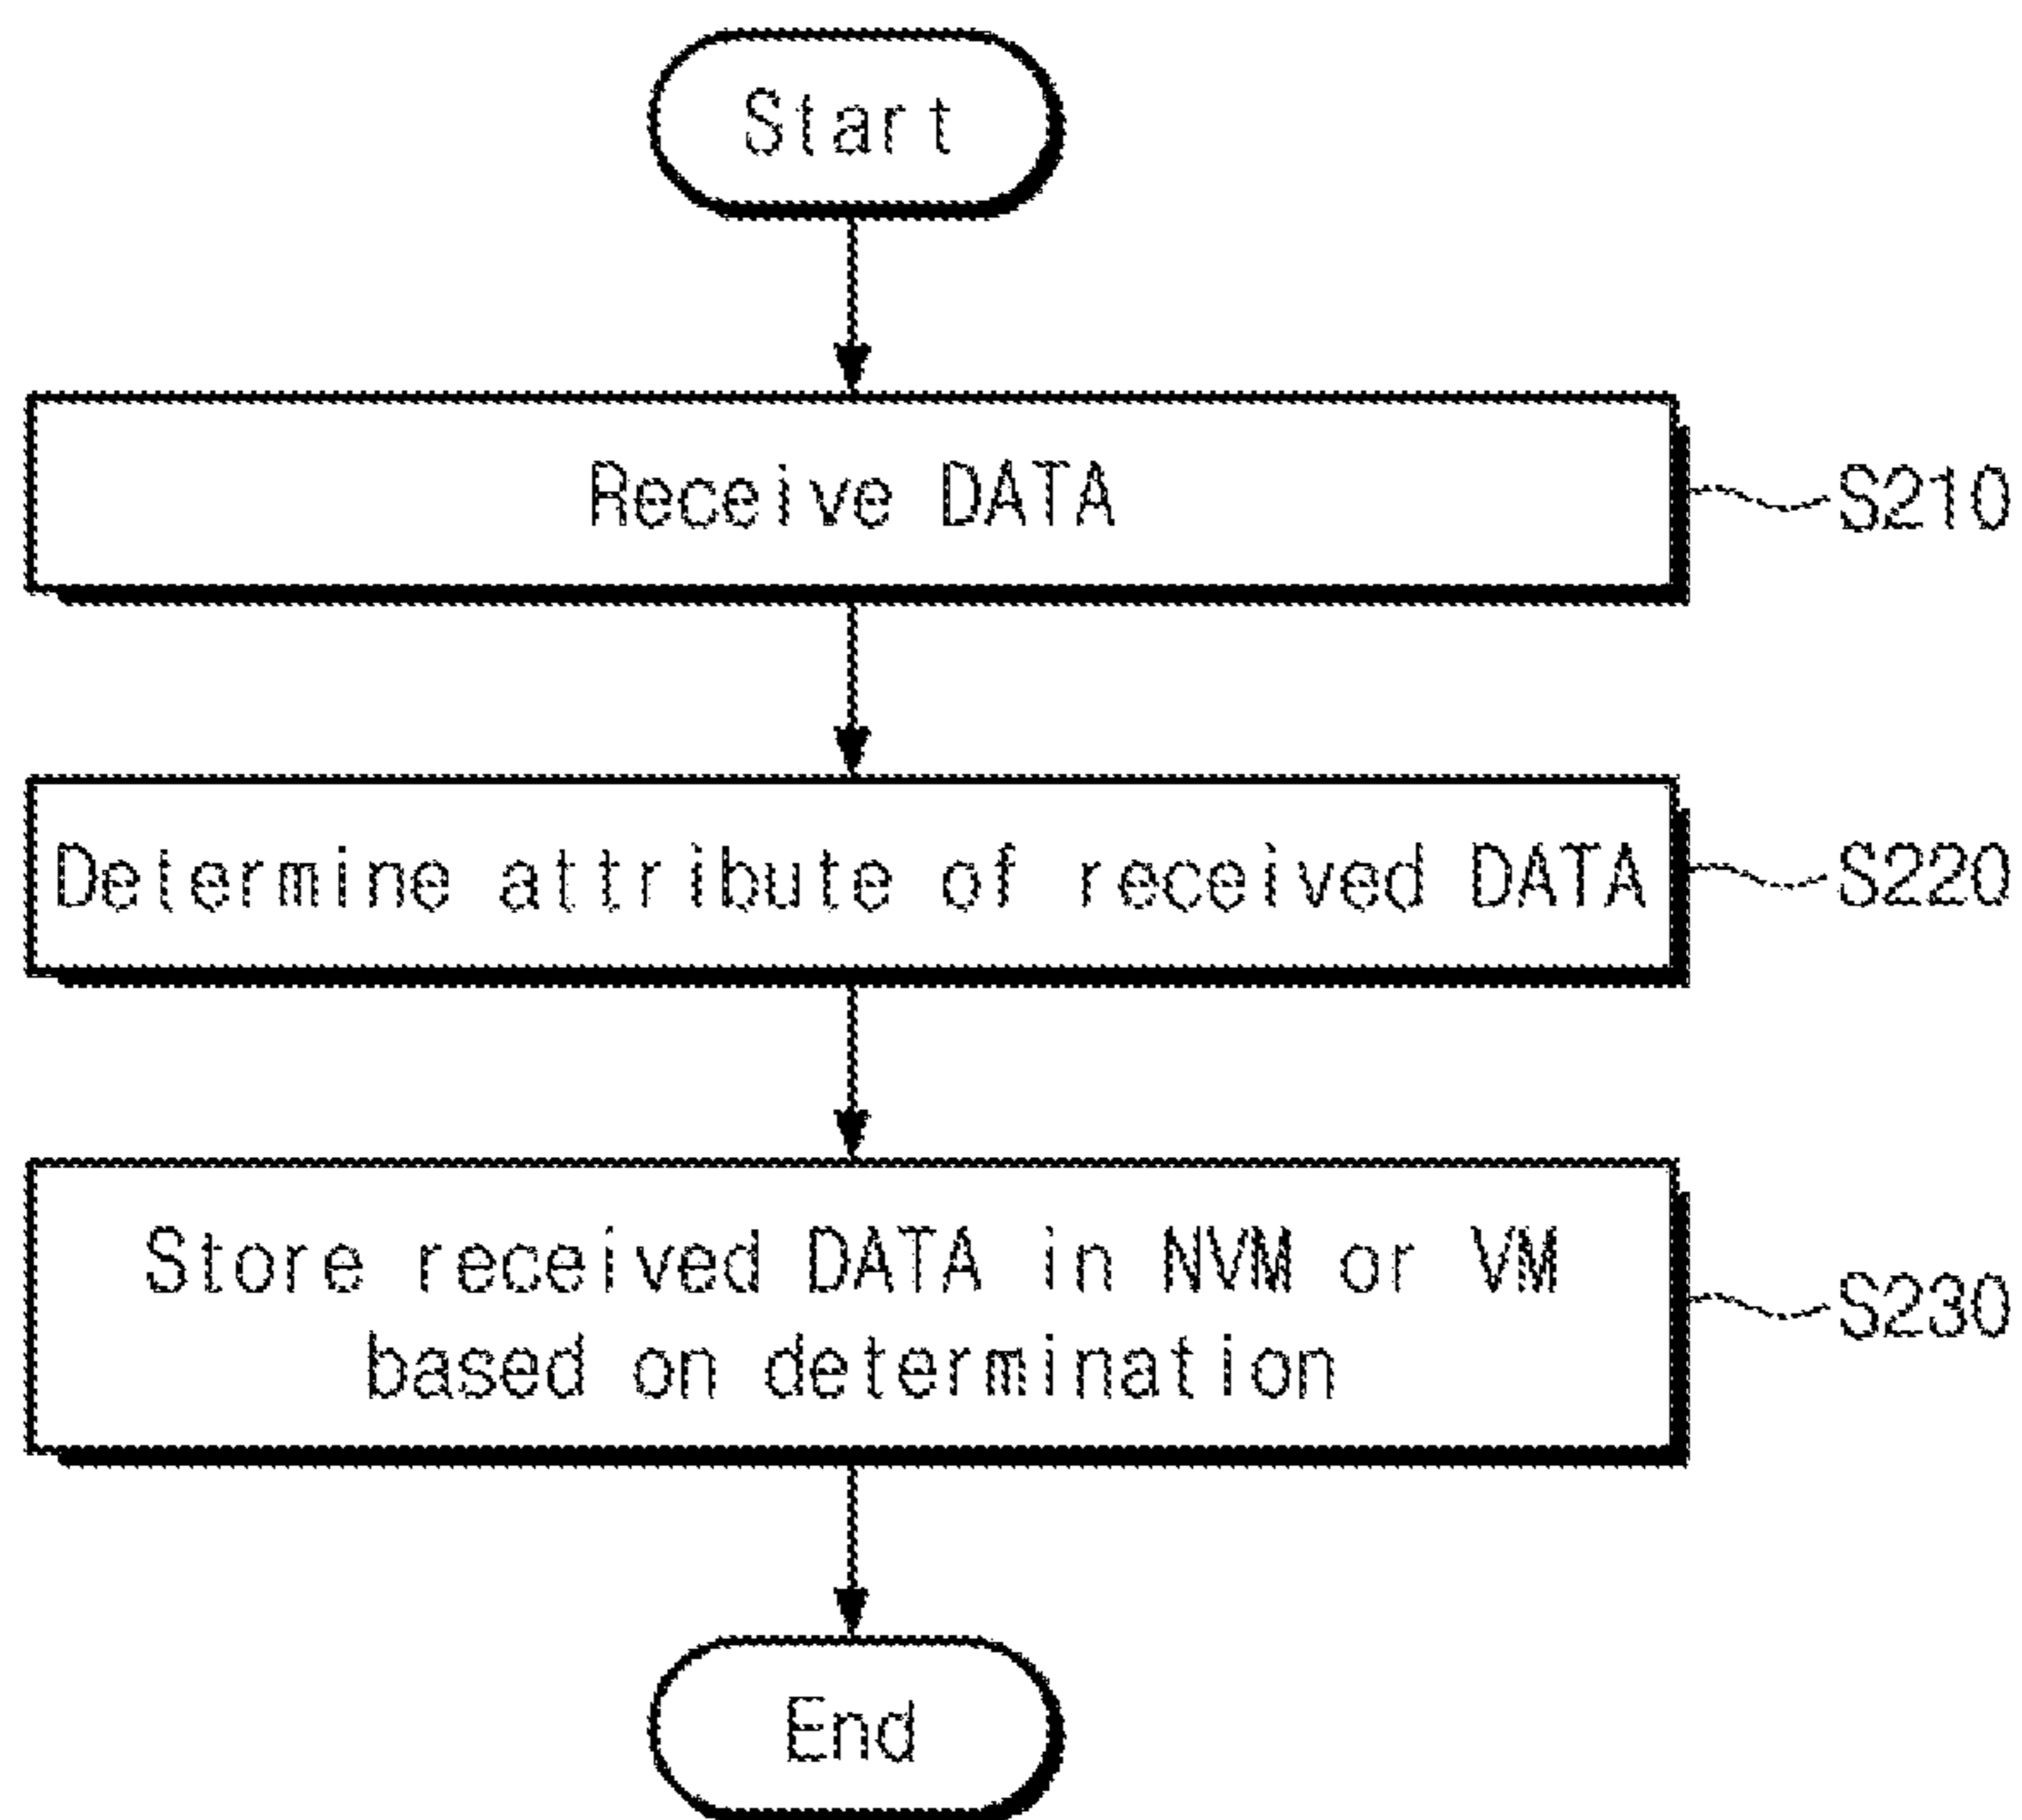 Start
Receive DATA
S210
Determine attribute of received DATA
S220
Store received DATA in NVM or VM
based on determination
S230
End